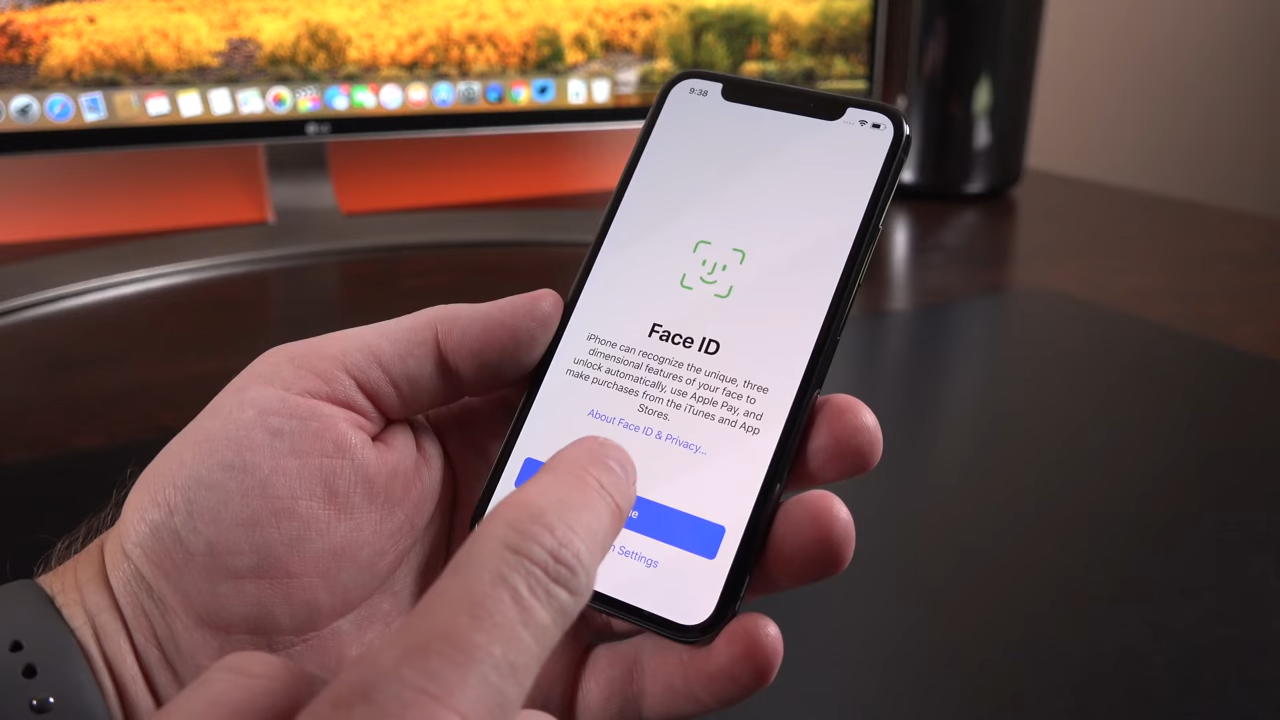 9:38
Face ID
iPhone can recognize the unique, three
dimensional features of your face to
unlock automatically, use Apple Pay, and
make purchases from the iTunes and App
Stores.
About Face ID & Privacy...
Settings
LG